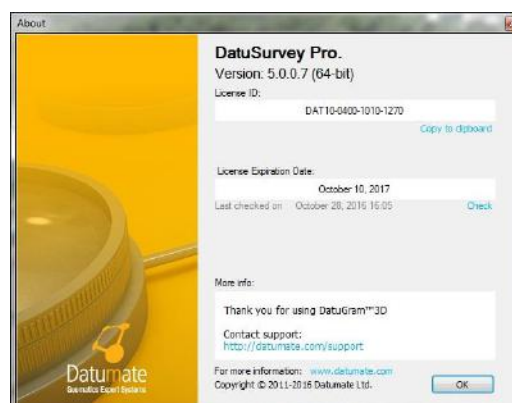 About
DatuSurvey Pro.
Version: 5.0.0.7 (64-bit)
License ID:
DAT10-0400-1010-1270
Copy to clipboard
License Expiration Date:
October 10, 2017
Last checked on October 28, 2016 16:05 Check
More info:
Thank you for using DatuGram™3D
Contact support:
http://datumate.com/support
For more information: www.datumate.com
Copyright © 2011-2016 Datumate Ltd.
OK
Datumate
Geomatics Expert Systems